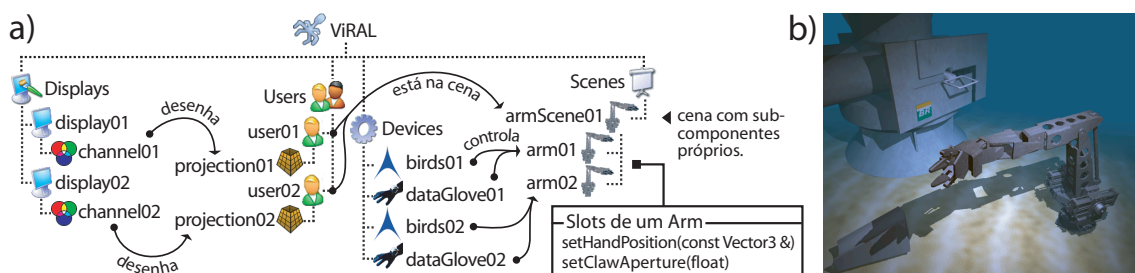 a)
ViRAL
Displays
display01
channel01
display02
channel02
desenha
desenha
Users
user01
projection01
user02
projection02
está na cena
Devices
birds01
dataGlove01
birds02
dataGlove02
controla
Scenes
armScene01
arm01
arm02
cena com sub-
componentes
próprios.
Slots de um Arm
setHandPosition(const Vector3 &)
setClawAperture(float)
b)
BR